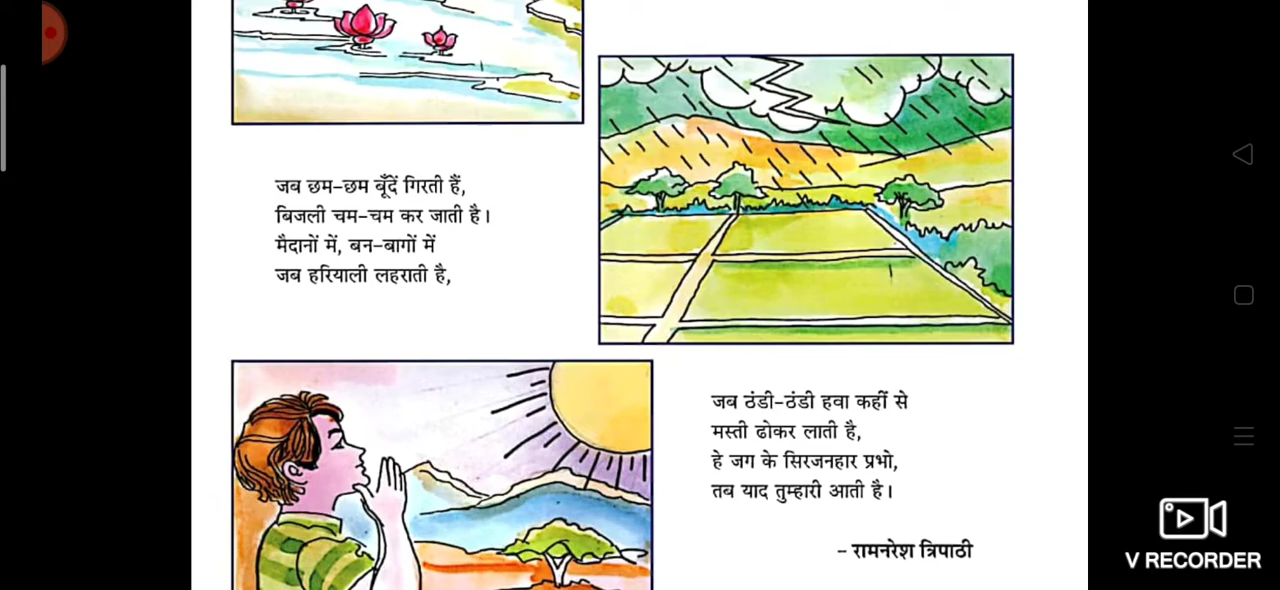 जब छम-छम बूँदें गिरती हैं,
बिजली चम-चम कर जाती है।
मैदानों में, बन-बागों में
जब हरियाली लहराती है,
जब ठंडी-ठंडी हवा कहीं से
मस्ती ढोकर लाती है,
हे जग के सिरजनहार प्रभो,
तब याद तुम्हारी आती है।
- रामनरेश त्रिपाठी
V RECORDER